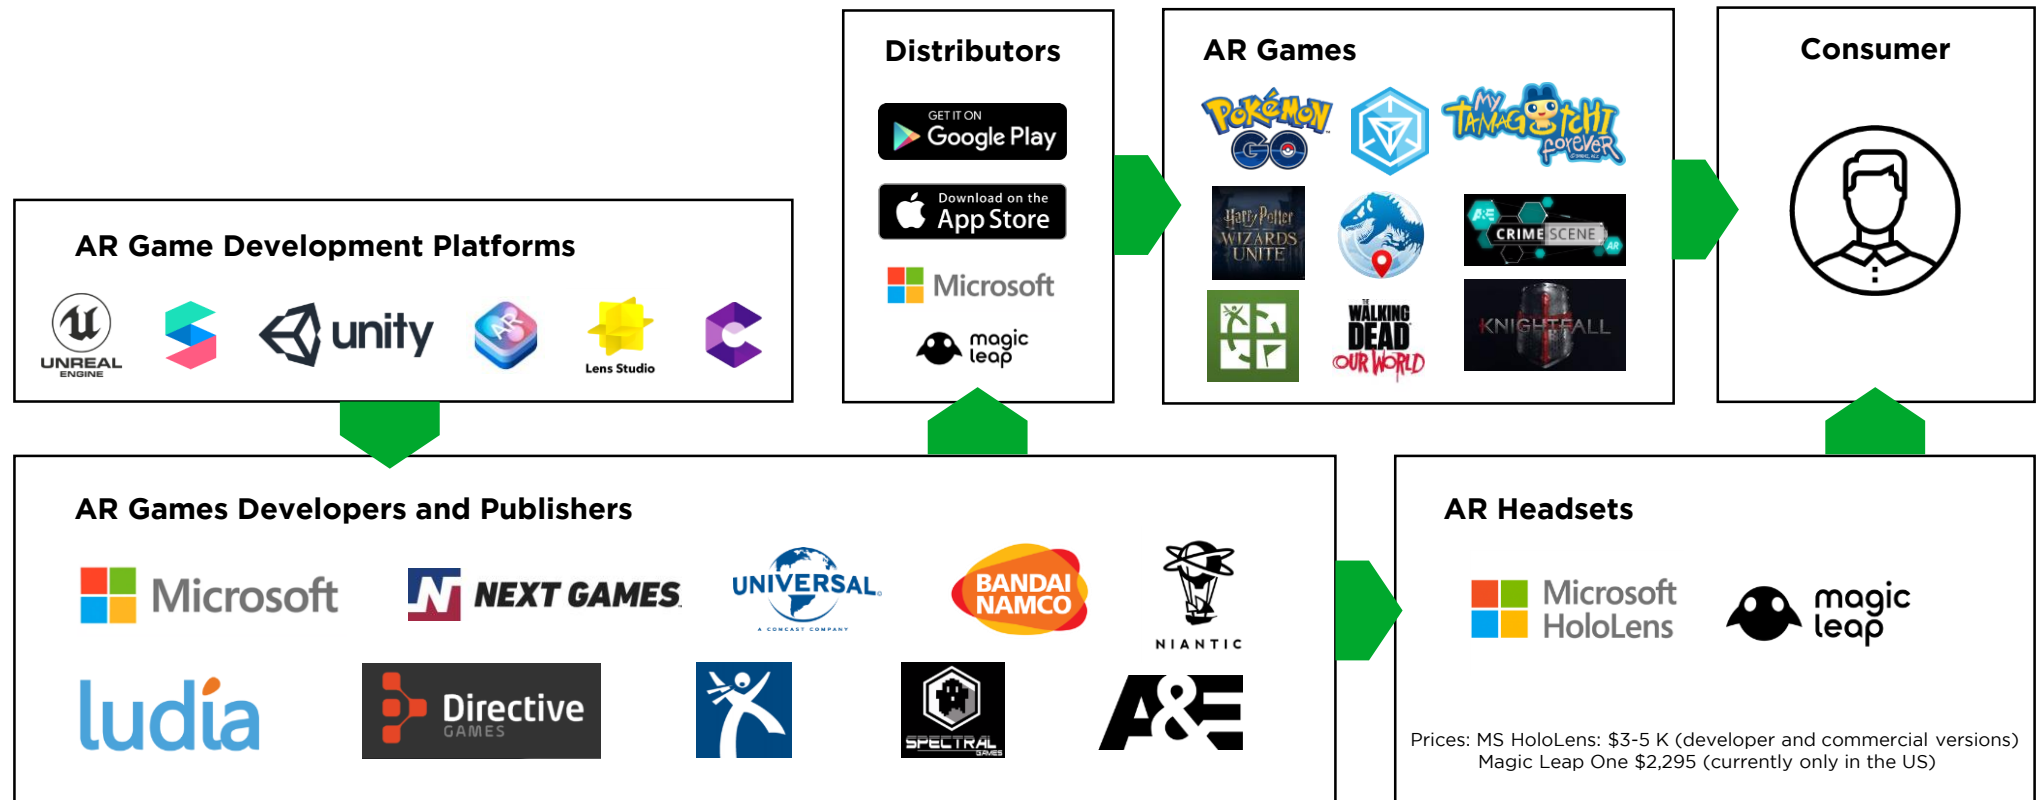 Distributors
GET IT ON
Google Play
Download on the
App Store
Microsoft
magic
leap
AR Games
POKÉMON
GO
MY
TAMAGOTCHI
FOREVER
Harry Potter
WIZARDS
UNITE
A&E
CRIME SCENE
AR
THE
WALKING
DEAD
OUR WORLD
KNIGHTFALL
Consumer
AR Game Development Platforms
UNREAL
ENGINE
unity
AR
Lens Studio
AR Games Developers and Publishers
Microsoft
NEXT GAMES
UNIVERSAL
A COMCAST COMPANY
BANDAI
NAMCO
NIANTIC
ludia
Directive
GAMES
SPECTRAL
GAMES
A&E
AR Headsets
Microsoft
HoloLens
magic
leap
Prices: MS HoloLens: $3-5 K (developer and commercial versions)
Magic Leap One $2,295 (currently only in the US)